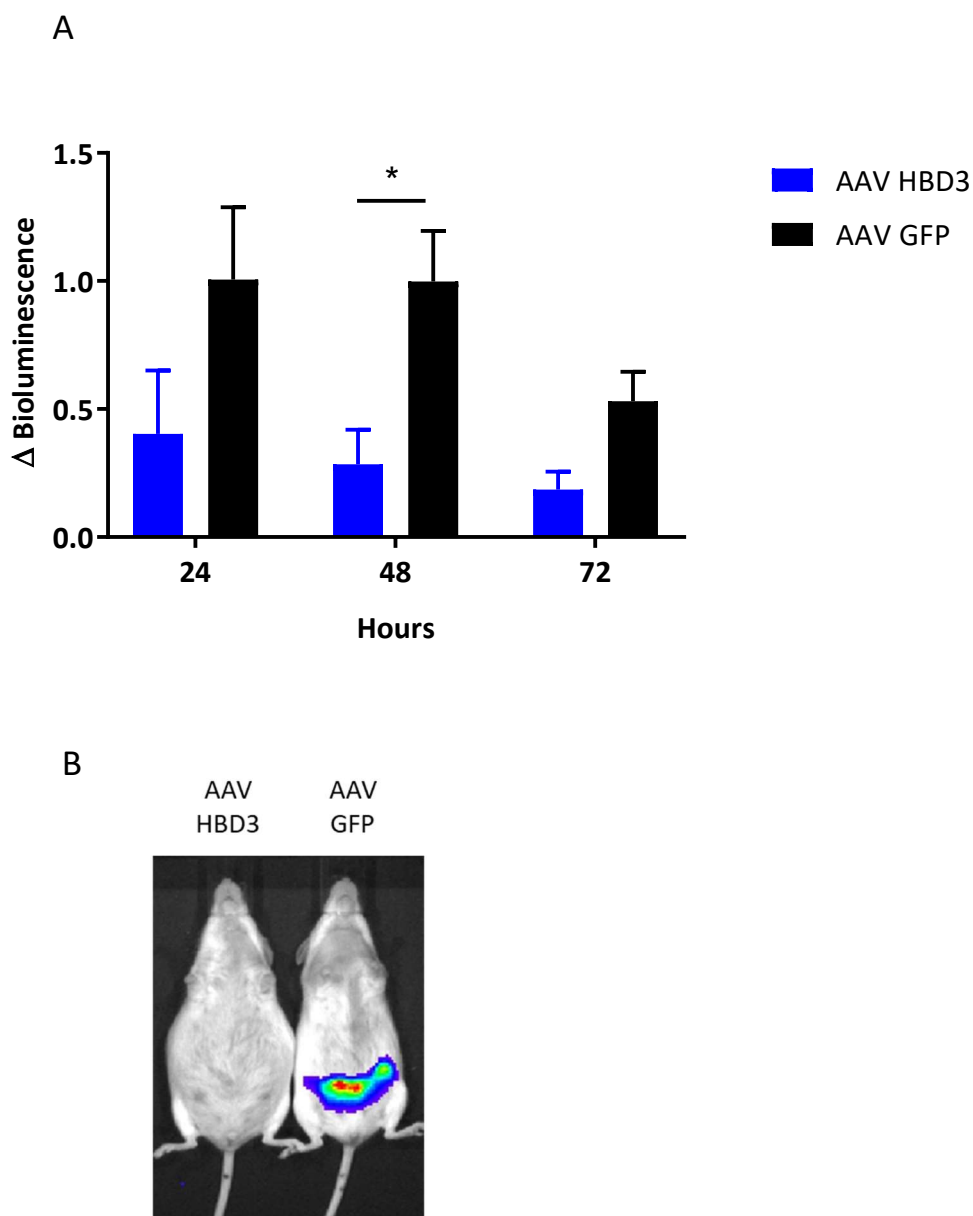 A
1.5
1.0
0.5
0.0
Δ Bioluminescence
*
24
48
72
Hours
AAV HBD3
AAV GFP
B
AAV
HBD3
AAV
GFP